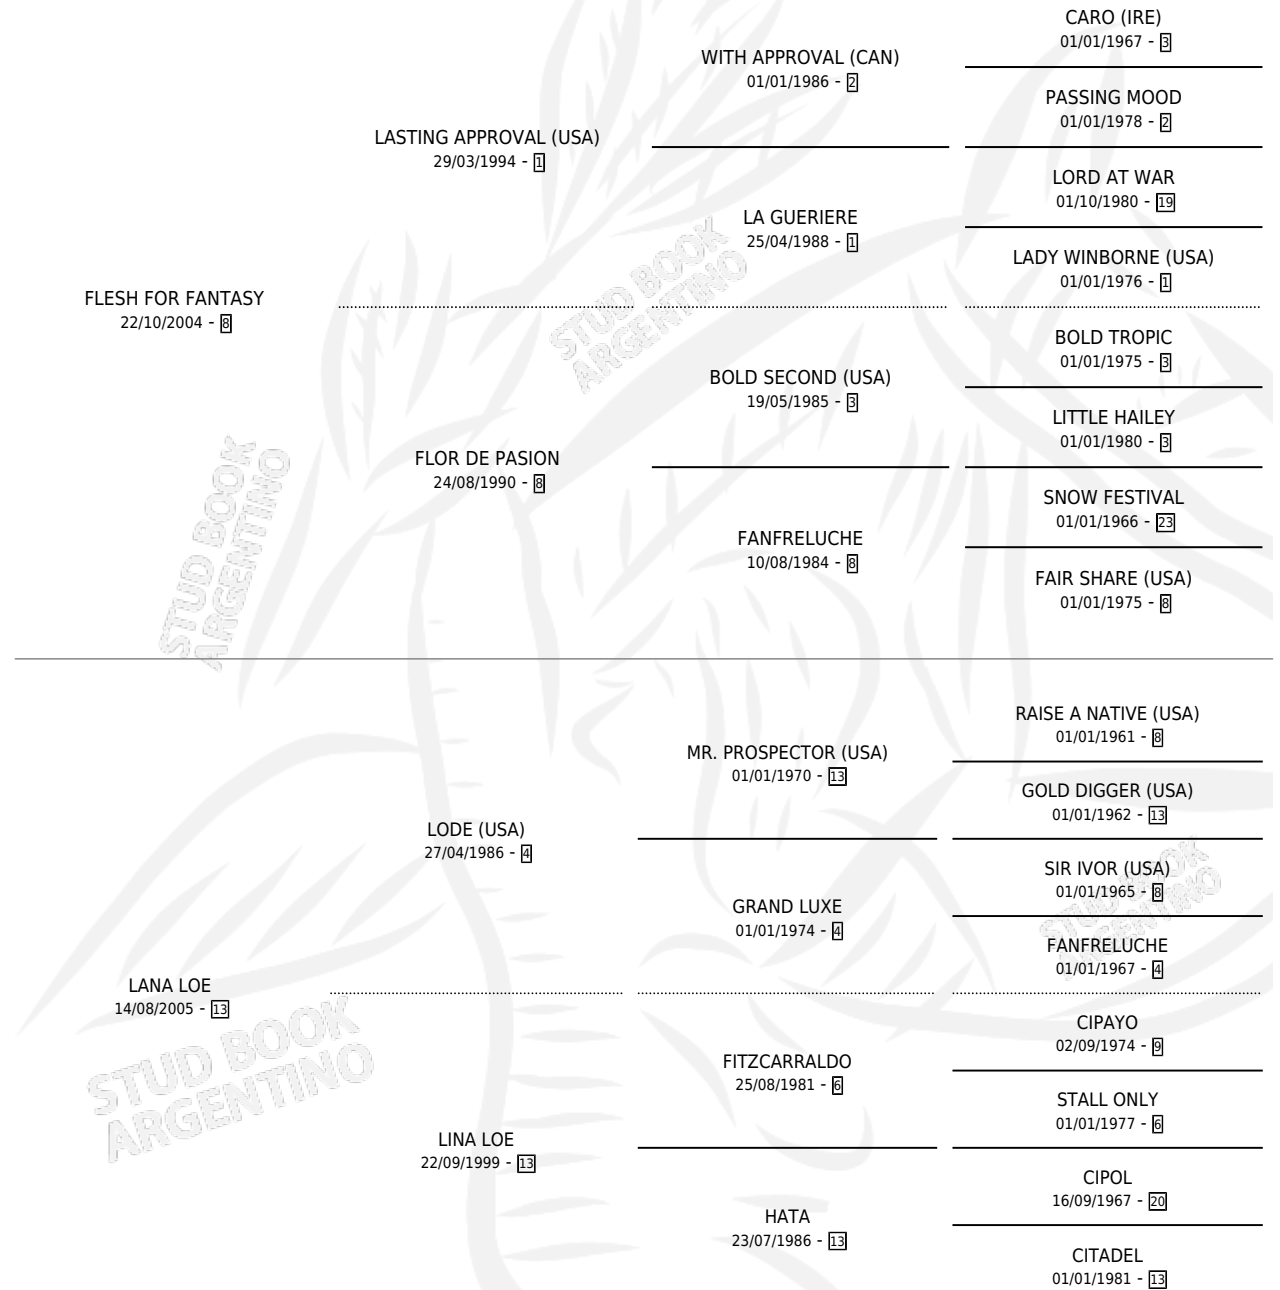 CARO (IRE)
01/01/1967 - 3
WITH APPROVAL (CAN)
01/01/1986 - 2
PASSING MOOD
01/01/1978 - 2
LASTING APPROVAL (USA)
29/03/1994 - 1
LORD AT WAR
01/10/1980 - 19
LA GUERIERE
25/04/1988 - 1
LADY WINBORNE (USA)
01/01/1976 - 1
FLESH FOR FANTASY
22/10/2004 - 8
BOLD TROPIC
01/01/1975 - 3
BOLD SECOND (USA)
19/05/1985 - 3
LITTLE HAILEY
01/01/1980 - 3
FLOR DE PASION
24/08/1990 - 8
SNOW FESTIVAL
01/01/1966 - 23
FANFRELUCHE
10/08/1984 - 8
FAIR SHARE (USA)
01/01/1975 - 8
RAISE A NATIVE (USA)
01/01/1961 - 8
MR. PROSPECTOR (USA)
01/01/1970 - 13
GOLD DIGGER (USA)
01/01/1962 - 13
LODE (USA)
27/04/1986 - 4
SIR IVOR (USA)
01/01/1965 - 8
GRAND LUXE
01/01/1974 - 4
FANFRELUCHE
01/01/1967 - 4
LANA LOE
14/08/2005 - 13
CIPAYO
02/09/1974 - 9
FITZCARRALDO
25/08/1981 - 6
STALL ONLY
01/01/1977 - 6
LINA LOE
22/09/1999 - 13
CIPOL
16/09/1967 - 20
HATA
23/07/1986 - 13
CITADEL
01/01/1981 - 13
STUD BOOK
ARGENTINO
STUD BOOK
ARGENTINO
STUD BOOK
ARGENTINO
STUD BOOK
ARGENTINO